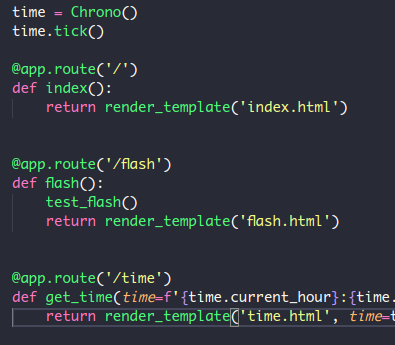 time = Chrono()
time.tick()
@app.route('/')
def index():
return render_template('index.html')
@app.route('/flash')
def flash():
test_flash()
return render_template('flash.html')
@app.route('/time')
def get_time(time=f'{time.current_hour}:{time.
return render_template('time.html', time=t